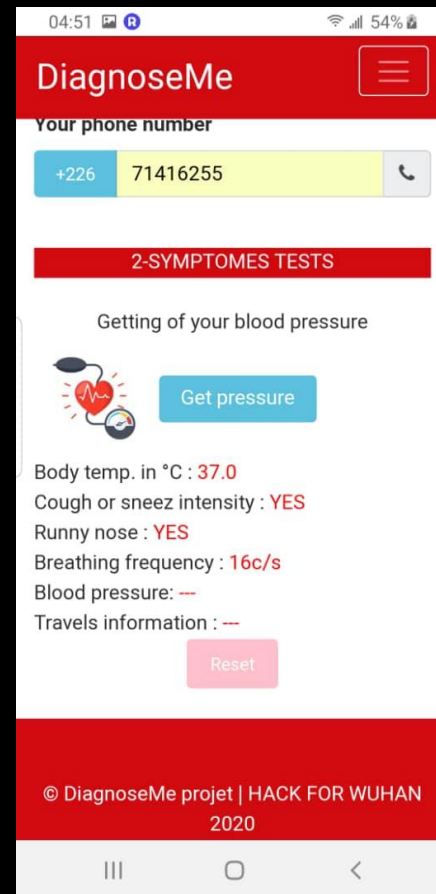 04:51 R 54%
DiagnoseMe
Your phone number
+226 71416255
2-SYMPTOMES TESTS
Getting of your blood pressure
Get pressure
Body temp. in °C : 37.0
Cough or sneez intensity : YES
Runny nose : YES
Breathing frequency : 16c/s
Blood pressure: ---
Travels information : ---
Reset
© DiagnoseMe projet | HACK FOR WUHAN
2020